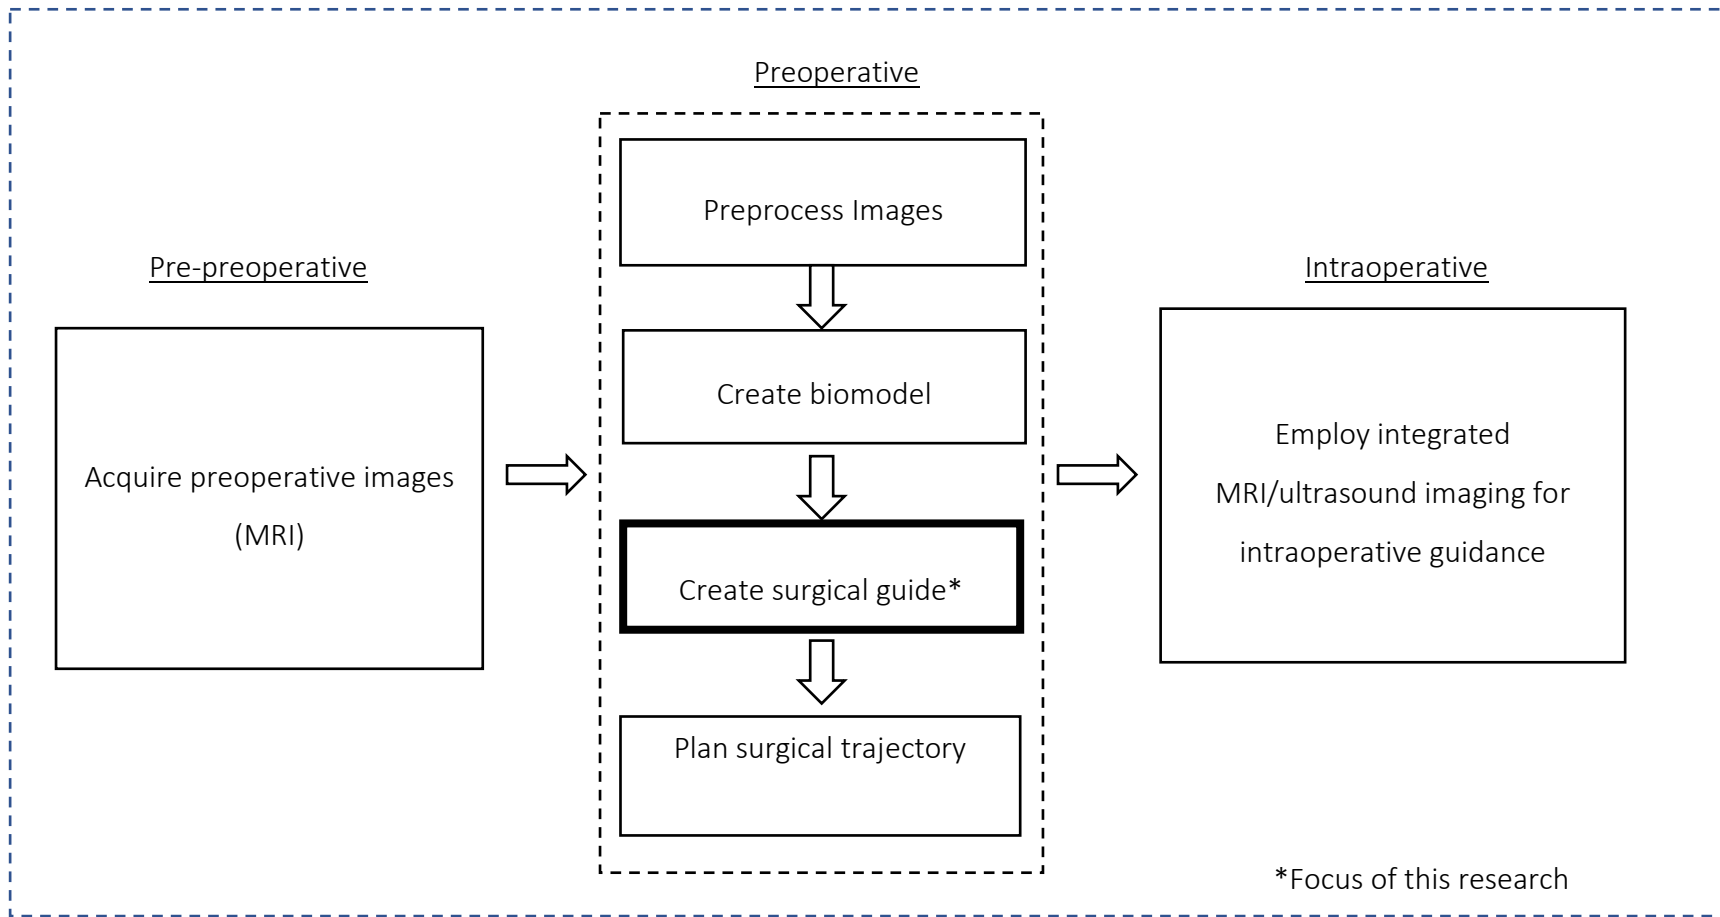 Pre-preoperative
Acquire preoperative images
(MRI)
Preoperative
Preprocess Images
Create biomodel
Create surgical guide*
Plan surgical trajectory
Intraoperative
Employ integrated
MRI/ultrasound imaging for
intraoperative guidance
*Focus of this research